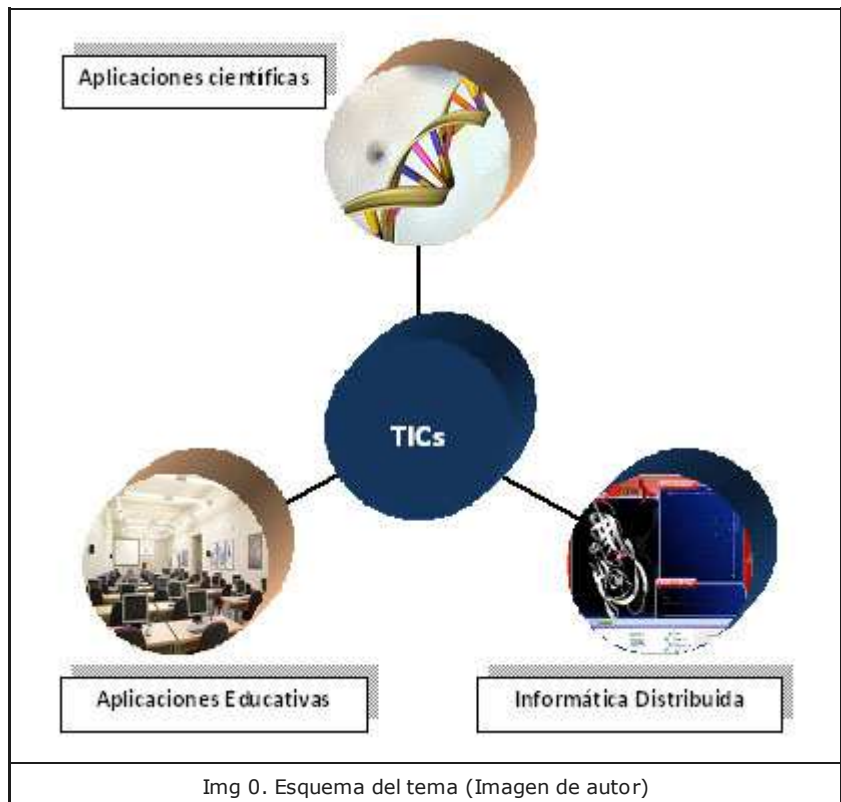 Aplicaciones científicas
TICs
Aplicaciones Educativas
Informática Distribuida
Img 0. Esquema del tema (Imagen de autor)